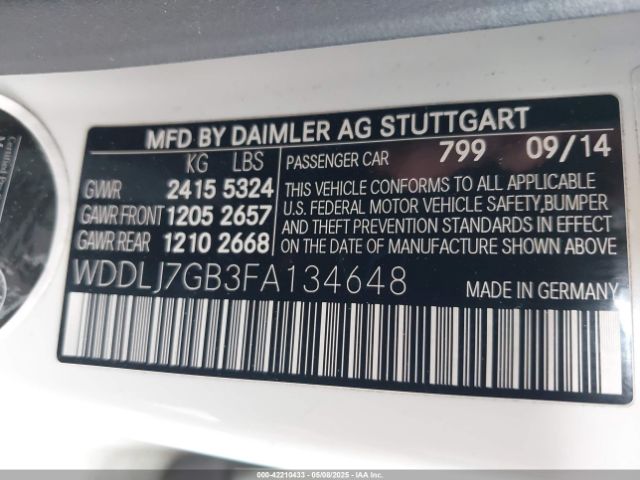 MFD BY DAIMLER AG STUTTGART
KG LBS
GVWR 2415 5324
GAWR FRONT 1205 2657
GAWR REAR 1210 2668
PASSENGER CAR 799 09/14
THIS VEHICLE CONFORMS TO ALL APPLICABLE
U.S. FEDERAL MOTOR VEHICLE SAFETY,BUMPER
AND THEFT PREVENTION STANDARDS IN EFFECT
ON THE DATE OF MANUFACTURE SHOWN ABOVE
WDDLJ7GB3FA134648
MADE IN GERMANY
000-42210433 - 05/08/2025 - IAA Inc.